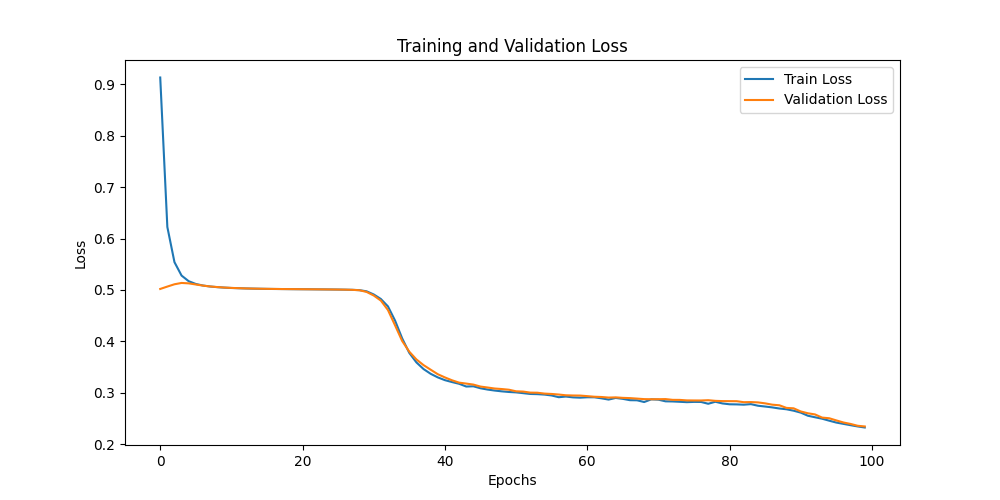 Training and Validation Loss
Train Loss
Validation Loss
0.9
0.8
0.7
0.6
0.5
0.4
0.3
0.2
Loss
0 20 40 60 80 100
Epochs